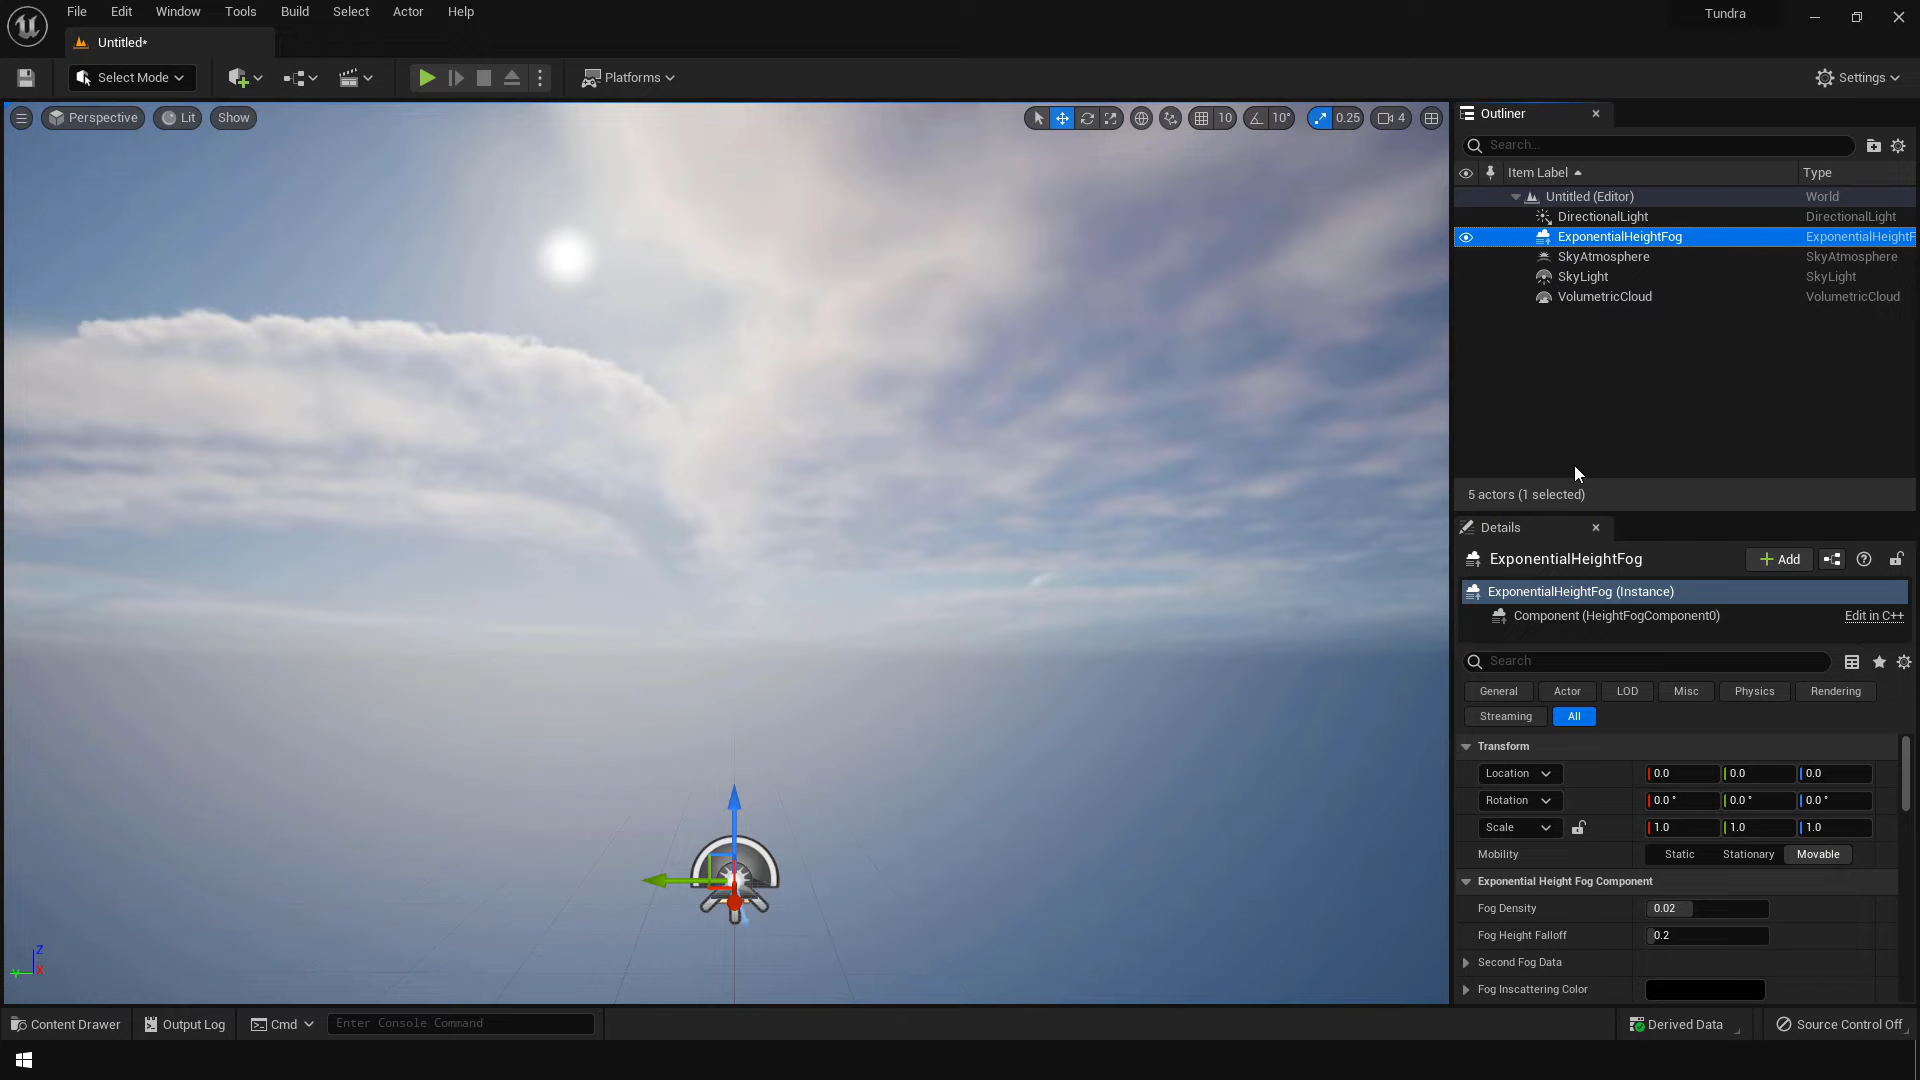 File Edit Window Tools Build Select Actor Help
Tundra
Untitled*
Select Mode
Platforms
Settings
Perspective
Lit
Show
10
10°
0.25
4
Outliner
Search...
Item Label
Type
Untitled (Editor)
World
DirectionalLight
DirectionalLight
ExponentialHeightFog
ExponentialHeightF
SkyAtmosphere
SkyAtmosphere
SkyLight
SkyLight
VolumetricCloud
VolumetricCloud
5 actors (1 selected)
Details
ExponentialHeightFog
Add
ExponentialHeightFog (Instance)
Component (HeightFogComponent0)
Edit in C++
Search
General
Actor
LOD
Misc
Physics
Rendering
Streaming
All
Transform
Location
0.0
0.0
0.0
Rotation
0.0 °
0.0 °
0.0 °
Scale
1.0
1.0
1.0
Mobility
Static
Stationary
Movable
Exponential Height Fog Component
Fog Density
0.02
Fog Height Falloff
0.2
Second Fog Data
Fog Inscattering Color
Z
Y
X
Content Drawer
Output Log
Cmd
Enter Console Command
Derived Data
Source Control Off